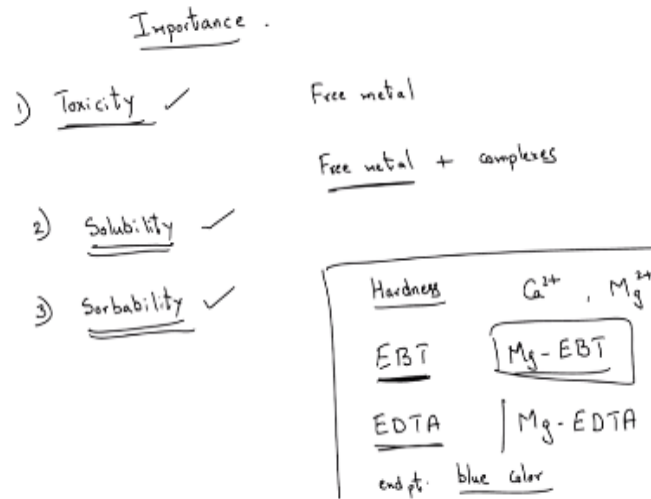 Importance .
1) Toxicity ✓ Free metal
Free metal + complexes
2) Solubility ✓
3) Sorbability ✓
Hardness Ca²⁺ , Mg²⁺
EBT Mg - EBT
EDTA | Mg - EDTA
end pt. blue color